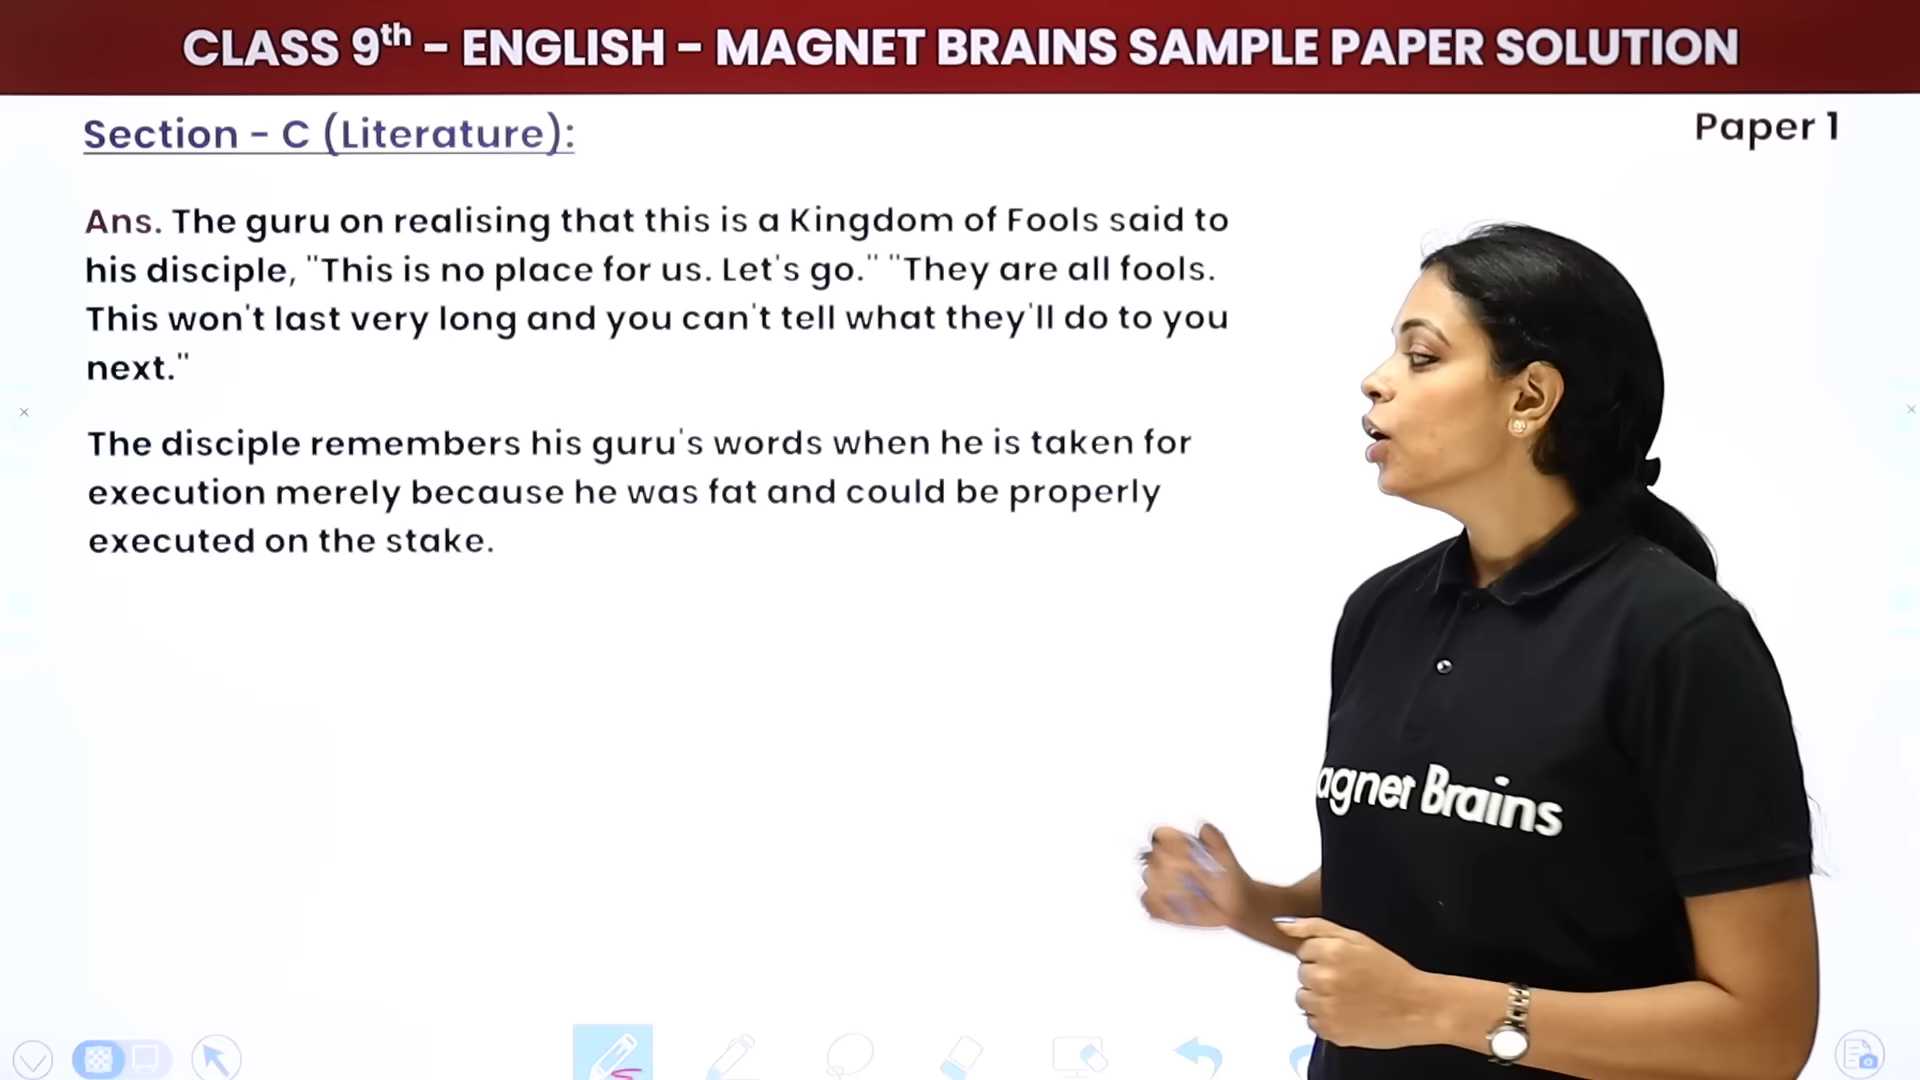 CLASS 9th – ENGLISH – MAGNET BRAINS SAMPLE PAPER SOLUTION
Section - C (Literature):
Paper 1
Ans. The guru on realising that this is a Kingdom of Fools said to
his disciple, "This is no place for us. Let's go." "They are all fools.
This won't last very long and you can't tell what they'll do to you
next."
The disciple remembers his guru's words when he is taken for
execution merely because he was fat and could be properly
executed on the stake.
agnet Brains